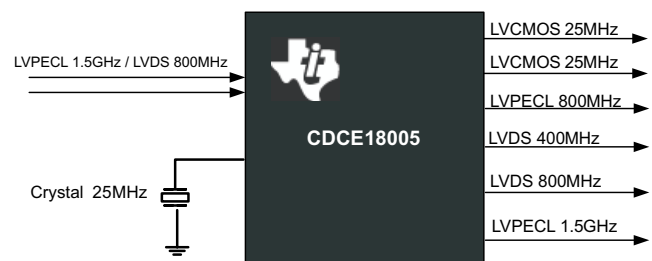 LVPECL 1.5GHz / LVDS 800MHz
Crystal 25MHz
CDCE18005
LVCMOS 25MHz
LVCMOS 25MHz
LVPECL 800MHz
LVDS 400MHz
LVDS 800MHz
LVPECL 1.5GHz